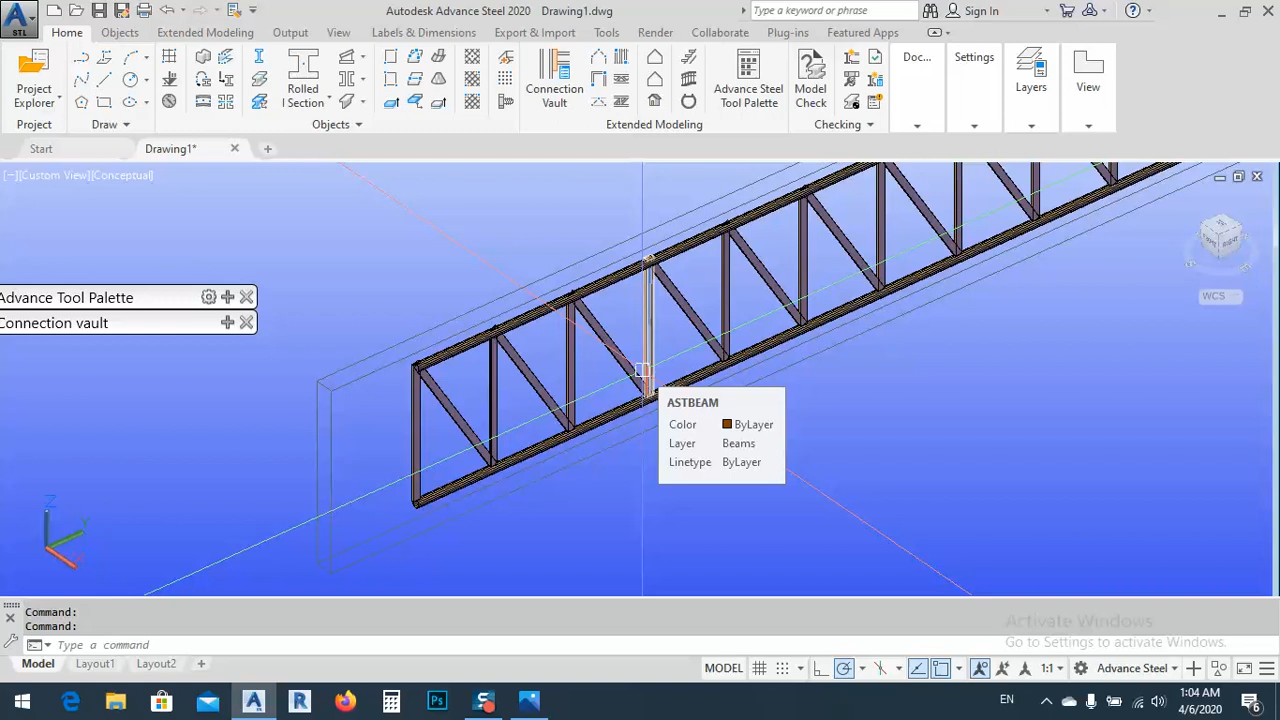 Autodesk Advance Steel 2020 Drawing1.dwg
Type a keyword or phrase
Sign In
STL
Home Objects Extended Modeling Output View Labels & Dimensions Export & Import Tools Render Collaborate Plug-ins Featured Apps
Project Explorer
Rolled I Section
Connection Vault
Advance Steel Tool Palette
Model Check
Doc...
Settings
Layers
View
Project Draw Objects Extended Modeling Checking
Start Drawing1*
[−][Custom View][Conceptual]
RIGHT
WCS
Advance Tool Palette
Connection vault
ASTBEAM
Color ByLayer
Layer Beams
Linetype ByLayer
Z
Y
X
Command:
Command:
Type a command
Activate Windows
Go to Settings to activate Windows.
Model Layout1 Layout2
MODEL 1:1 Advance Steel
EN
1:04 AM
4/6/2020
6